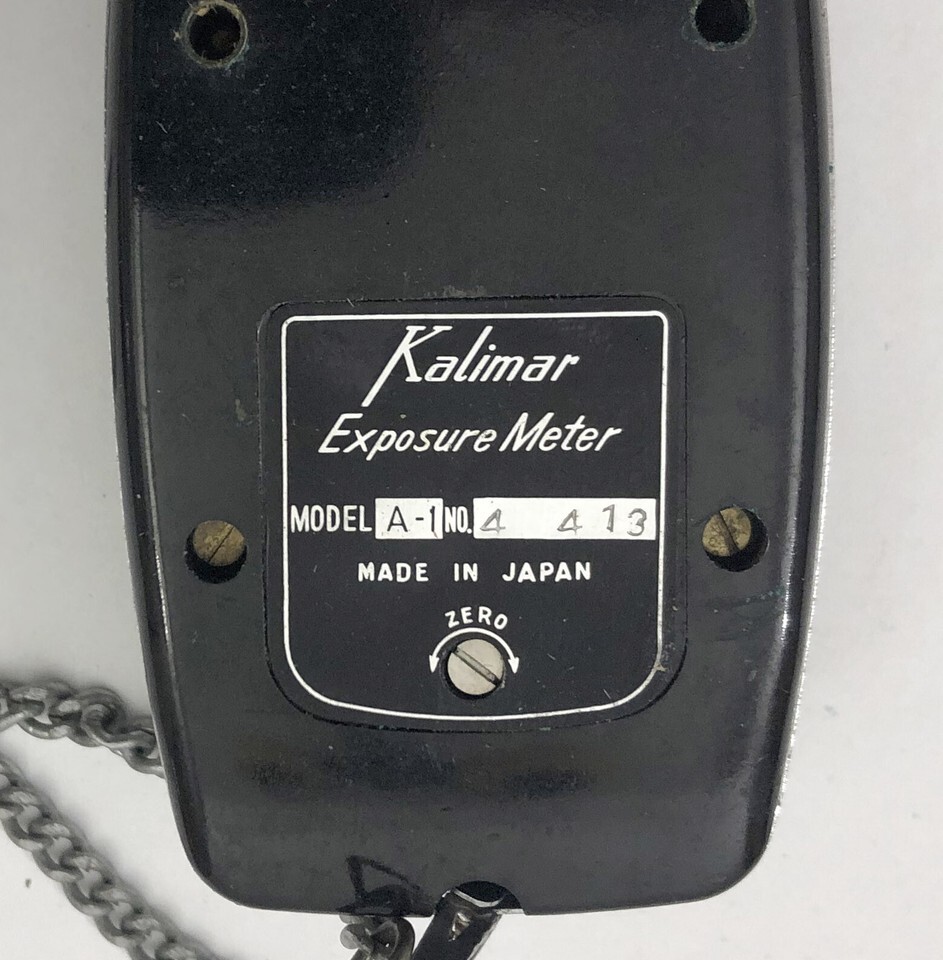 Kalimar
Exposure Meter
MODEL A-1 NO. 4 413
MADE IN JAPAN
ZERO